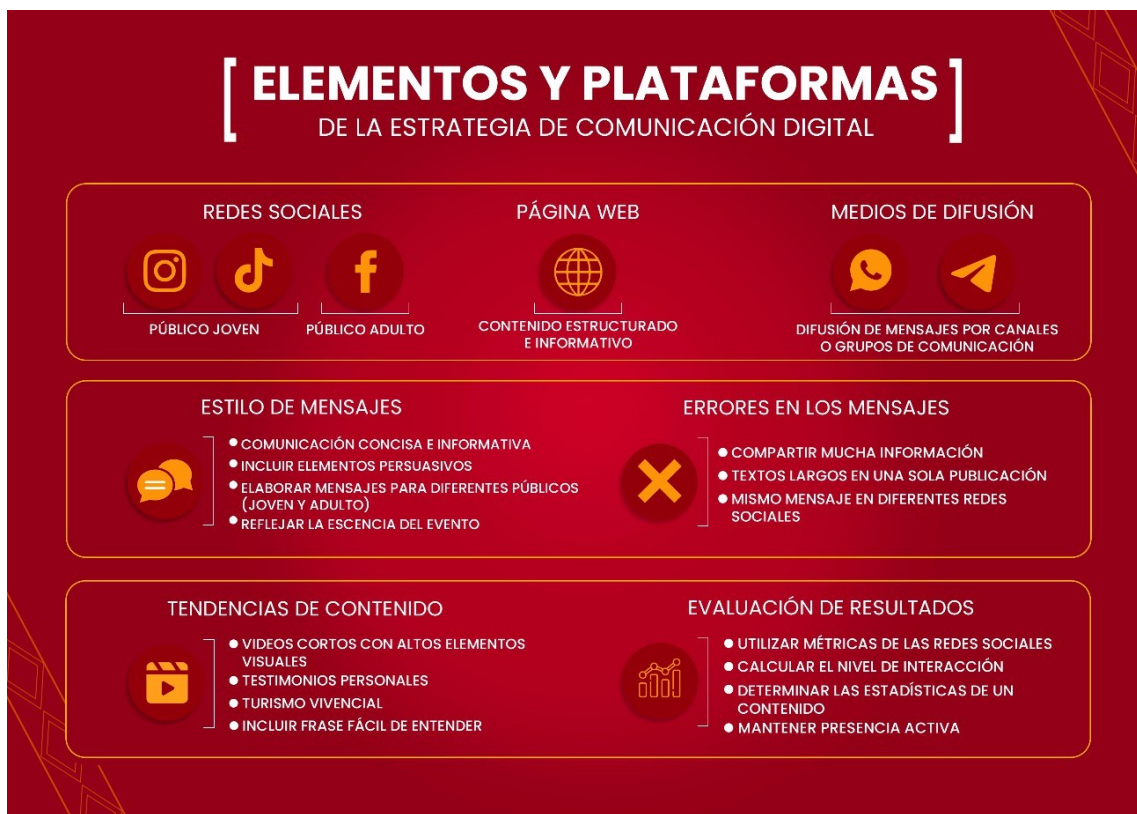 ELEMENTOS Y PLATAFORMAS
DE LA ESTRATEGIA DE COMUNICACIÓN DIGITAL
REDES SOCIALES
PÚBLICO JOVEN
PÚBLICO ADULTO
PÁGINA WEB
CONTENIDO ESTRUCTURADO
E INFORMATIVO
MEDIOS DE DIFUSIÓN
DIFUSIÓN DE MENSAJES POR CANALES
O GRUPOS DE COMUNICACIÓN
ESTILO DE MENSAJES
COMUNICACIÓN CONCISA E INFORMATIVA
INCLUIR ELEMENTOS PERSUASIVOS
ELABORAR MENSAJES PARA DIFERENTES PÚBLICOS
(JOVEN Y ADULTO)
REFLEJAR LA ESCENCIA DEL EVENTO
ERRORES EN LOS MENSAJES
COMPARTIR MUCHA INFORMACIÓN
TEXTOS LARGOS EN UNA SOLA PUBLICACIÓN
MISMO MENSAJE EN DIFERENTES REDES
SOCIALES
TENDENCIAS DE CONTENIDO
VIDEOS CORTOS CON ALTOS ELEMENTOS
VISUALES
TESTIMONIOS PERSONALES
TURISMO VIVENCIAL
INCLUIR FRASE FÁCIL DE ENTENDER
EVALUACIÓN DE RESULTADOS
UTILIZAR MÉTRICAS DE LAS REDES SOCIALES
CALCULAR EL NIVEL DE INTERACCIÓN
DETERMINAR LAS ESTADÍSTICAS DE UN
CONTENIDO
MANTENER PRESENCIA ACTIVA